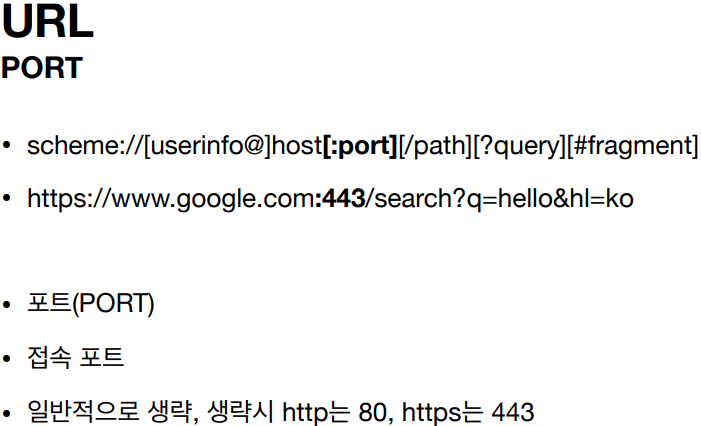 URL
PORT
• scheme://[userinfo@]host[:port][/path][?query][#fragment]
• https://www.google.com:443/search?q=hello&hl=ko
• 포트(PORT)
• 접속 포트
• 일반적으로 생략, 생략시 http는 80, https는 443